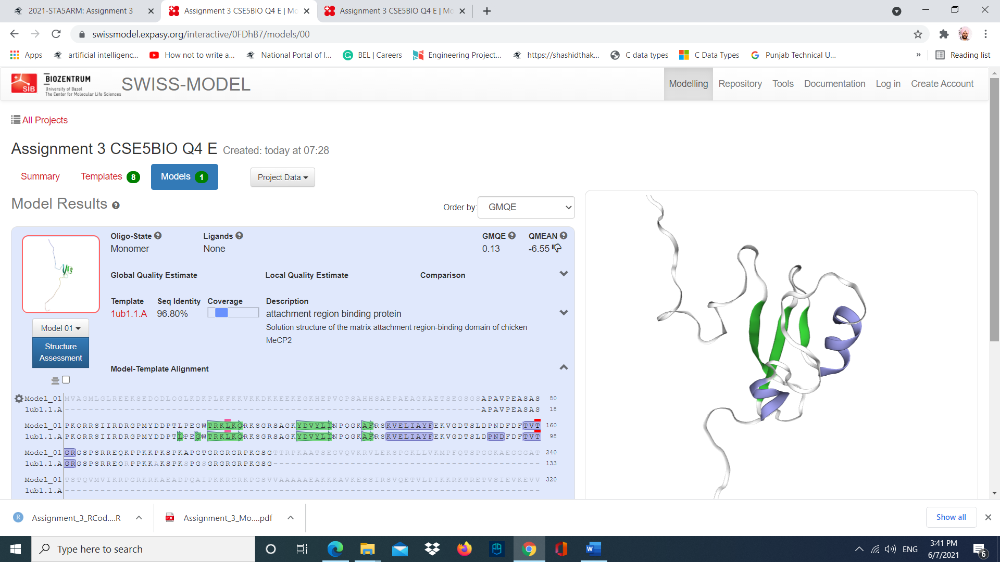 2021-STA5ARM: Assignment 3
Assignment 3 CSE5BIO Q4 E | Mo
Assignment 3 CSE5BIO Q4 E | Mo
swissmodel.expasy.org/interactive/0FDhB7/models/00
Apps
artificial intelligenc...
How not to write a...
National Portal of I...
BEL | Careers
Engineering Project...
https://shashidthak...
C data types
C Data Types
Punjab Technical U...
»
Reading list
SIB
BIOZENTRUM
University of Basel
The Center for Molecular Life Sciences
SWISS-MODEL
Modelling
Repository
Tools
Documentation
Log in
Create Account
All Projects
Assignment 3 CSE5BIO Q4 E Created: today at 07:28
Summary
Templates 8
Models 1
Project Data
Model Results
Order by: GMQE
Oligo-State
Monomer
Ligands
None
GMQE
0.13
QMEAN
-6.55
Global Quality Estimate
Local Quality Estimate
Comparison
Template
1ub1.1.A
Seq Identity
96.80%
Coverage
Description
attachment region binding protein
Solution structure of the matrix attachment region-binding domain of chicken
MeCP2
Model 01
Structure
Assessment
Model-Template Alignment
Model_01 MVAGMLGLREEKSEDQDLQGLKDKPLKFKKVKKDKKEEKEGKHEPVQPSAHHSAEPAEAGKAETSEGSGSAPAVPEASAS 80
1ub1.1.A ----------------------------------------------------------------------APAVPEASAS 18
Model_01 PKQRRSIIRDRGPMYDDPTLPEGWTRKLKQRKSGRSAGKYDVYLINPQGKAFRSKVELIAYFEKVGDTSLDPNDFDFTVT 160
1ub1.1.A PKQRRSIIRDRGPMYDDPTLPEGWTRKLKQRKSGRSAGKYDVYLINPQGKAFRSKVELIAYFEKVGDTSLDPNDFDFTVT 98
Model_01 GRGSPSRREQKPPKKPKSPKAPGTGRGRGRPKGSGTTRPKAATSEGVQVKRVLEKSPGKLLVKMPFQTSPGGKAEGGGAT 240
1ub1.1.A GRGSPSRREQRPPKKAKSPKSPGSGRGRGRPKGSG--------------------------------------------- 133
Model_01 TSTQVMVIKRPGRKRKAEADPQAIPKKRGRKPGSVVAAAAAEAKKKAVKESSIRSVQETVLPIKKRKTRETVSIEVKEVV 320
1ub1.1.A --------------------------------------------------------------------------------
Assignment_3_RCod....R
Assignment_3_Mo....pdf
Show all
Type here to search
ENG
3:41 PM
6/7/2021
6